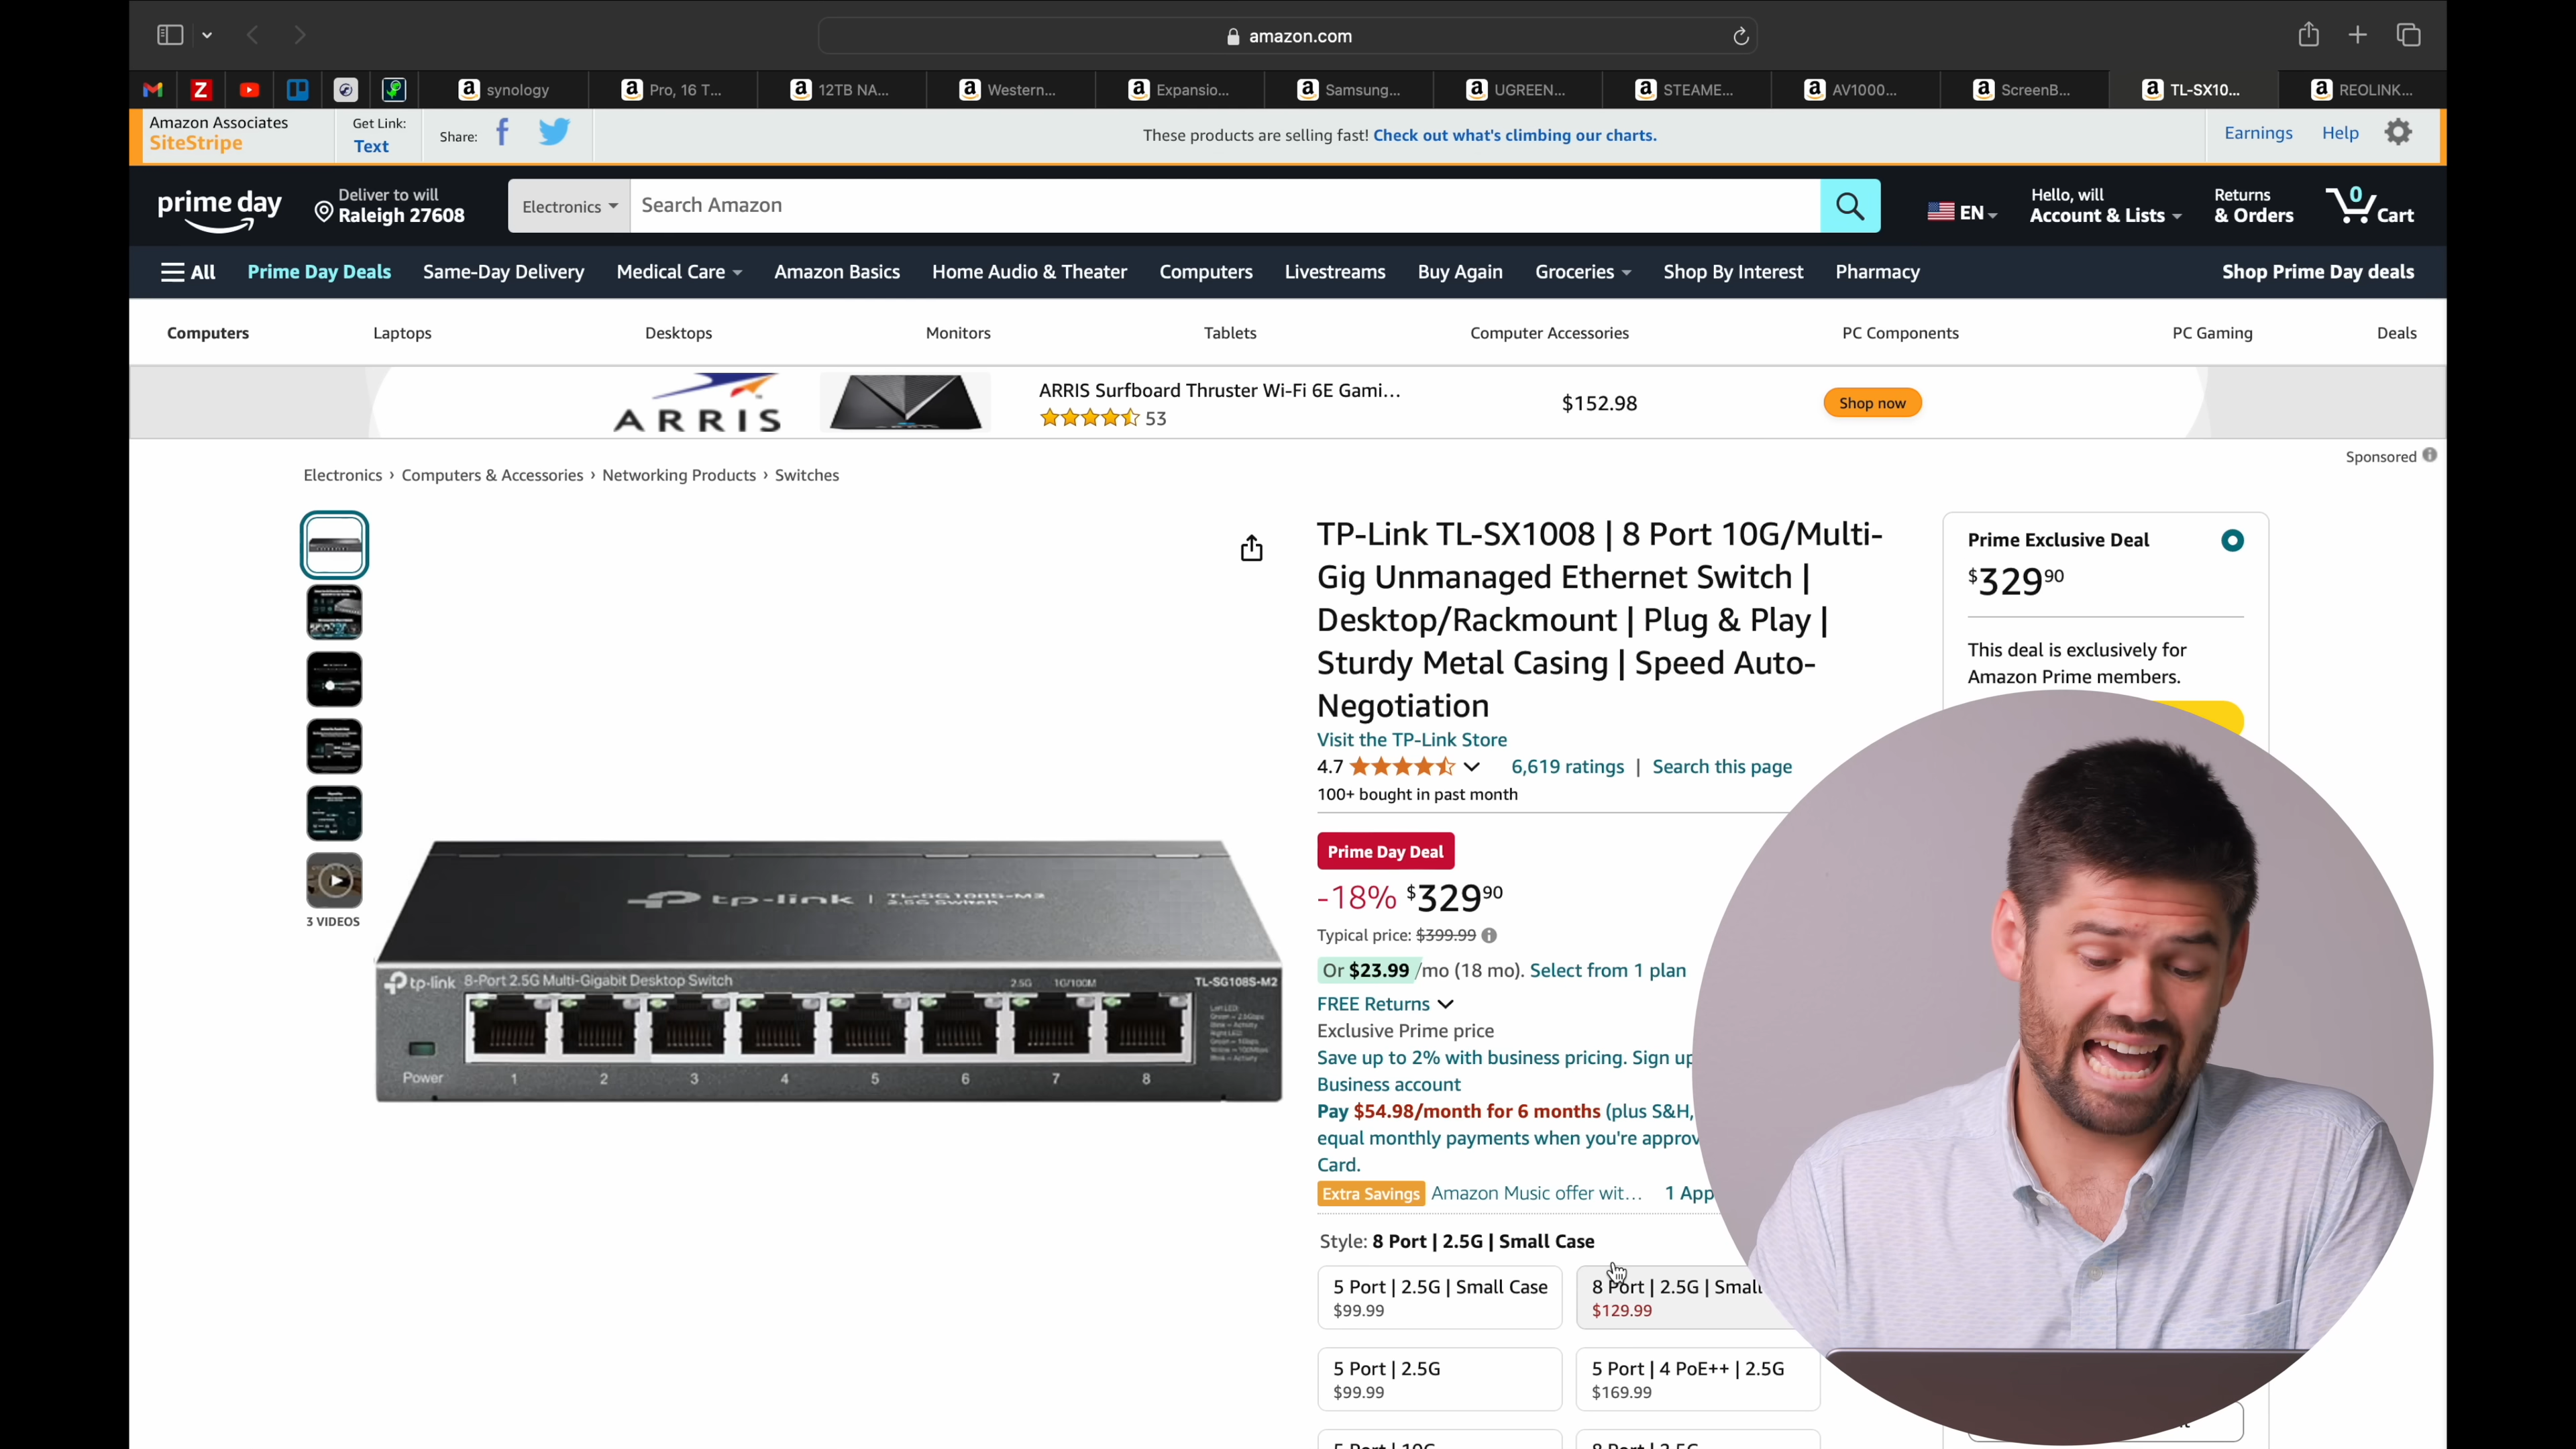 amazon.com
synology
Pro, 16 T...
12TB NA...
Western...
Expansio...
Samsung...
UGREEN...
STEAME...
AV1000...
ScreenB...
TL-SX10...
REOLINK...
Amazon Associates
SiteStripe
Get Link:
Text
Share:
These products are selling fast! Check out what's climbing our charts.
Earnings
Help
prime day
Deliver to will
Raleigh 27608
Electronics
Search Amazon
EN
Hello, will
Account & Lists
Returns
& Orders
0
Cart
All
Prime Day Deals
Same-Day Delivery
Medical Care
Amazon Basics
Home Audio & Theater
Computers
Livestreams
Buy Again
Groceries
Shop By Interest
Pharmacy
Shop Prime Day deals
Computers
Laptops
Desktops
Monitors
Tablets
Computer Accessories
PC Components
PC Gaming
Deals
ARRIS
ARRIS Surfboard Thruster Wi-Fi 6E Gami...
53
$152.98
Shop now
Sponsored
Electronics › Computers & Accessories › Networking Products › Switches
3 VIDEOS
tp-link | TL-SG108S-M2
2.5G Switch
tp-link 8-Port 2.5G Multi-Gigabit Desktop Switch
2.5G 1G/100M
TL-SG108S-M2
Power 1 2 3 4 5 6 7 8
TP-Link TL-SX1008 | 8 Port 10G/Multi-
Gig Unmanaged Ethernet Switch |
Desktop/Rackmount | Plug & Play |
Sturdy Metal Casing | Speed Auto-
Negotiation
Visit the TP-Link Store
4.7
6,619 ratings | Search this page
100+ bought in past month
Prime Day Deal
-18% $329 90
Typical price: $399.99
Or $23.99 /mo (18 mo). Select from 1 plan
FREE Returns
Exclusive Prime price
Save up to 2% with business pricing. Sign up
Business account
Pay $54.98/month for 6 months (plus S&H,
equal monthly payments when you're approv
Card.
Extra Savings Amazon Music offer wit... 1 App
Style: 8 Port | 2.5G | Small Case
5 Port | 2.5G | Small Case
$99.99
8 Port | 2.5G | Small
$129.99
5 Port | 2.5G
$99.99
5 Port | 4 PoE++ | 2.5G
$169.99
5 Port | 10G
8 Port | 2.5G
Prime Exclusive Deal
$329 90
This deal is exclusively for
Amazon Prime members.